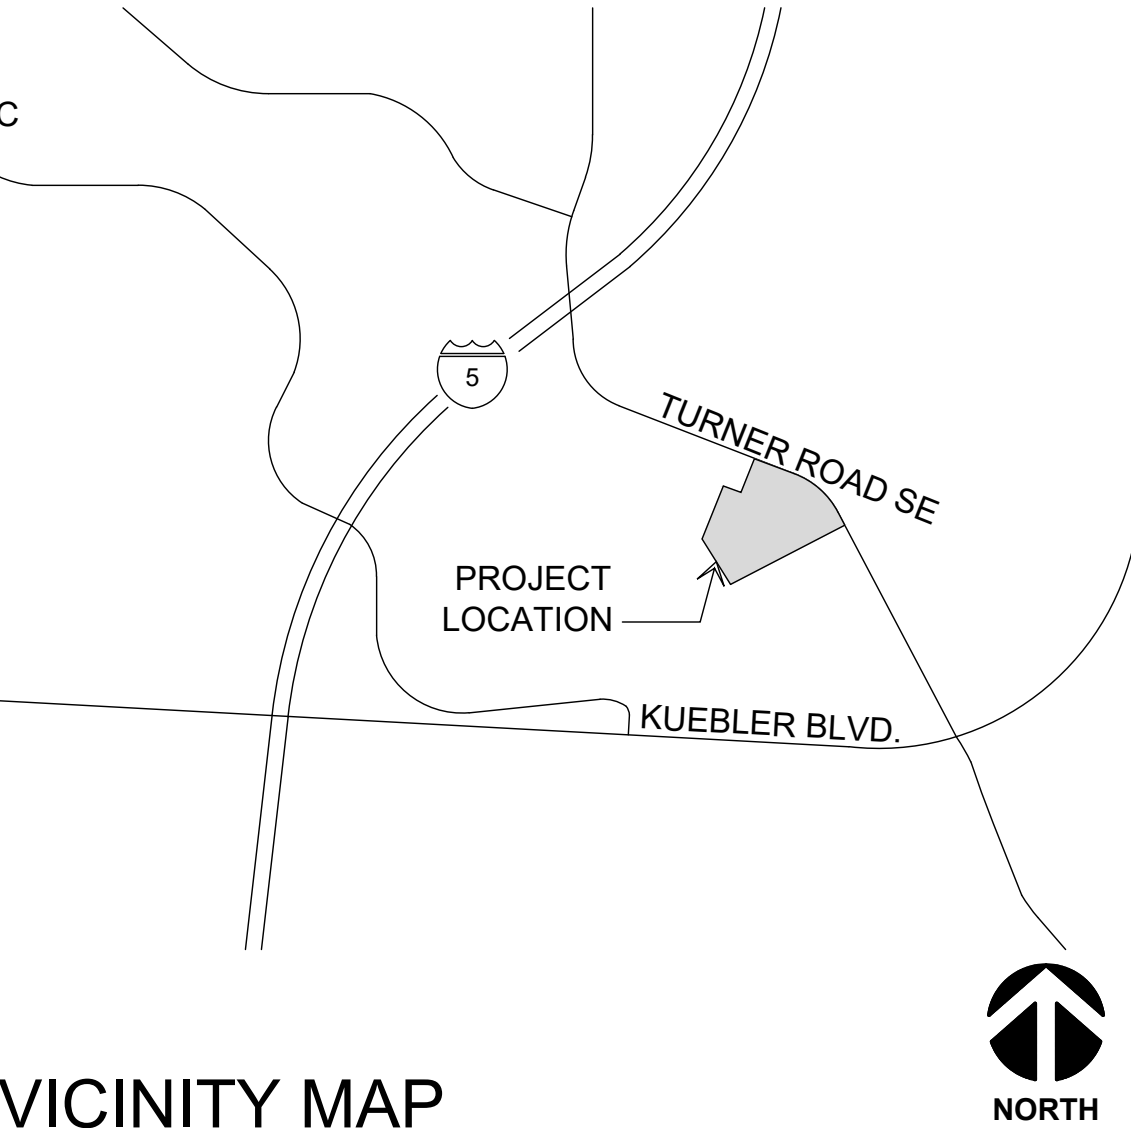 C
5
TURNER ROAD SE
PROJECT
LOCATION
KUEBLER BLVD.
VICINITY MAP
NORTH